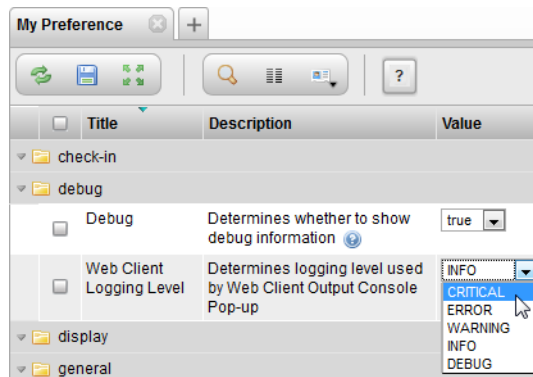 My Preference
+
?
Title Description Value
check-in
debug
Debug Determines whether to show true
debug information ?
Web Client Determines logging level used INFO
Logging Level by Web Client Output Console CRITICAL
Pop-up ERROR
WARNING
display INFO
general DEBUG